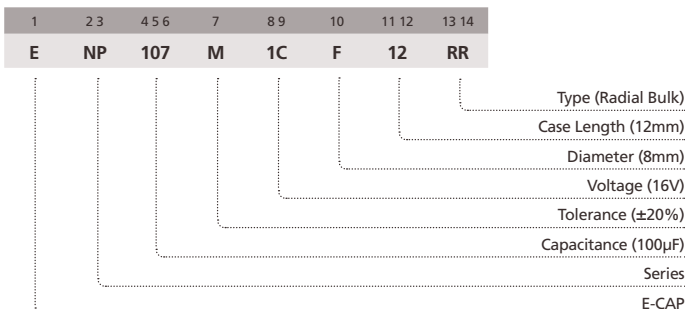 1 2 3 4 5 6 7 8 9 10 11 12 13 14
E NP 107 M 1C F 12 RR
Type (Radial Bulk)
Case Length (12mm)
Diameter (8mm)
Voltage (16V)
Tolerance (±20%)
Capacitance (100µF)
Series
E-CAP